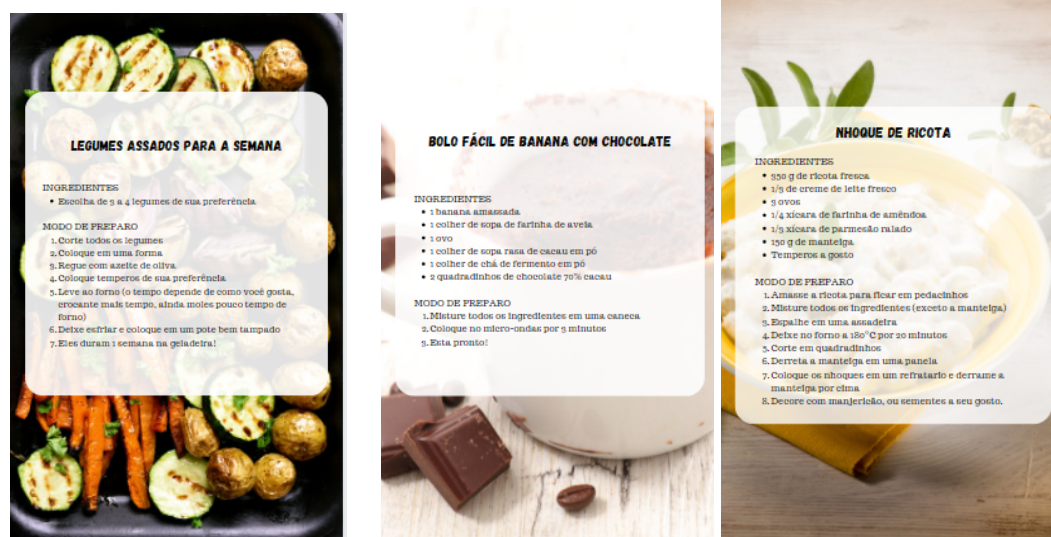 LEGUMES ASSADOS PARA A SEMANA
INGREDIENTES
• Escolha de 3 a 4 legumes de sua preferência
MODO DE PREPARO
1. Corte todos os legumes
2. Coloque em uma forma
3. Regue com azeite de oliva
4. Coloque temperos de sua preferência
5. Leve ao forno (o tempo depende de como você gosta,
crocante mais tempo, ainda moles pouco tempo de
forno)
6. Deixe esfriar e coloque em um pote bem tampado
7. Eles duram 1 semana na geladeira!
BOLO FÁCIL DE BANANA COM CHOCOLATE
INGREDIENTES
• 1 banana amassada
• 1 colher de sopa de farinha de aveia
• 1 ovo
• 1 colher de sopa rasa de cacau em pó
• 1 colher de chá de fermento em pó
• 2 quadradinhos de chocolate 70% cacau
MODO DE PREPARO
1. Misture todos os ingredientes em uma caneca
2. Coloque no micro-ondas por 3 minutos
3. Esta pronto!
NHOQUE DE RICOTA
INGREDIENTES
• 350 g de ricota fresca
• 1/3 de creme de leite fresco
• 3 ovos
• 1/4 xícara de farinha de amêndoa
• 1/3 xícara de parmesão ralado
• 150 g de manteiga
• Temperos a gosto
MODO DE PREPARO
1. Amasse a ricota para ficar em pedacinhos
2. Misture todos os ingredientes (exceto a manteiga)
3. Espalhe em uma assadeira
4. Deixe no forno a 180°C por 20 minutos
5. Corte em quadradinhos
6. Derreta a manteiga em uma panela
7. Coloque os nhoques em um refratario e derrame a
manteiga por cima
8. Decore com manjericão, ou sementes a seu gosto.